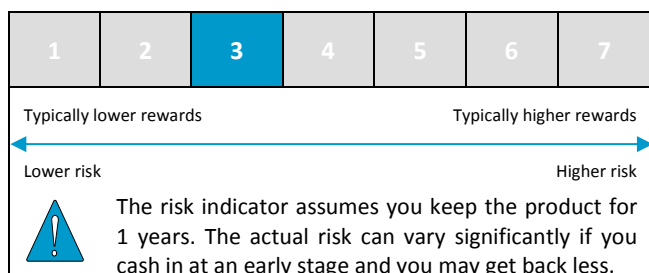 1 2 3 4 5 6 7
Typically lower rewards Typically higher rewards
Lower risk Higher risk
The risk indicator assumes you keep the product for
1 years. The actual risk can vary significantly if you
cash in at an early stage and you may get back less.